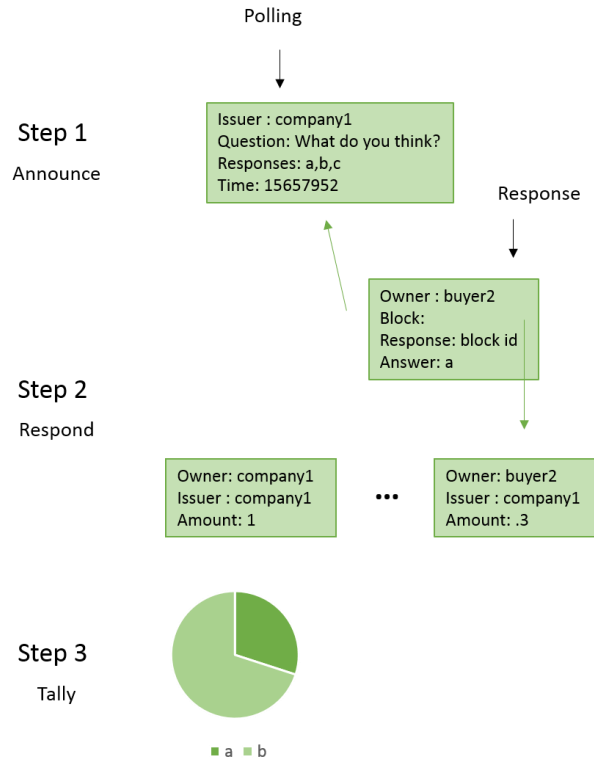 Polling
Step 1
Announce
Issuer : company1
Question: What do you think?
Responses: a,b,c
Time: 15657952
Response
Owner : buyer2
Block:
Response: block id
Answer: a
Step 2
Respond
Owner: company1
Issuer : company1
Amount: 1
...
Owner: buyer2
Issuer : company1
Amount: .3
Step 3
Tally
a b